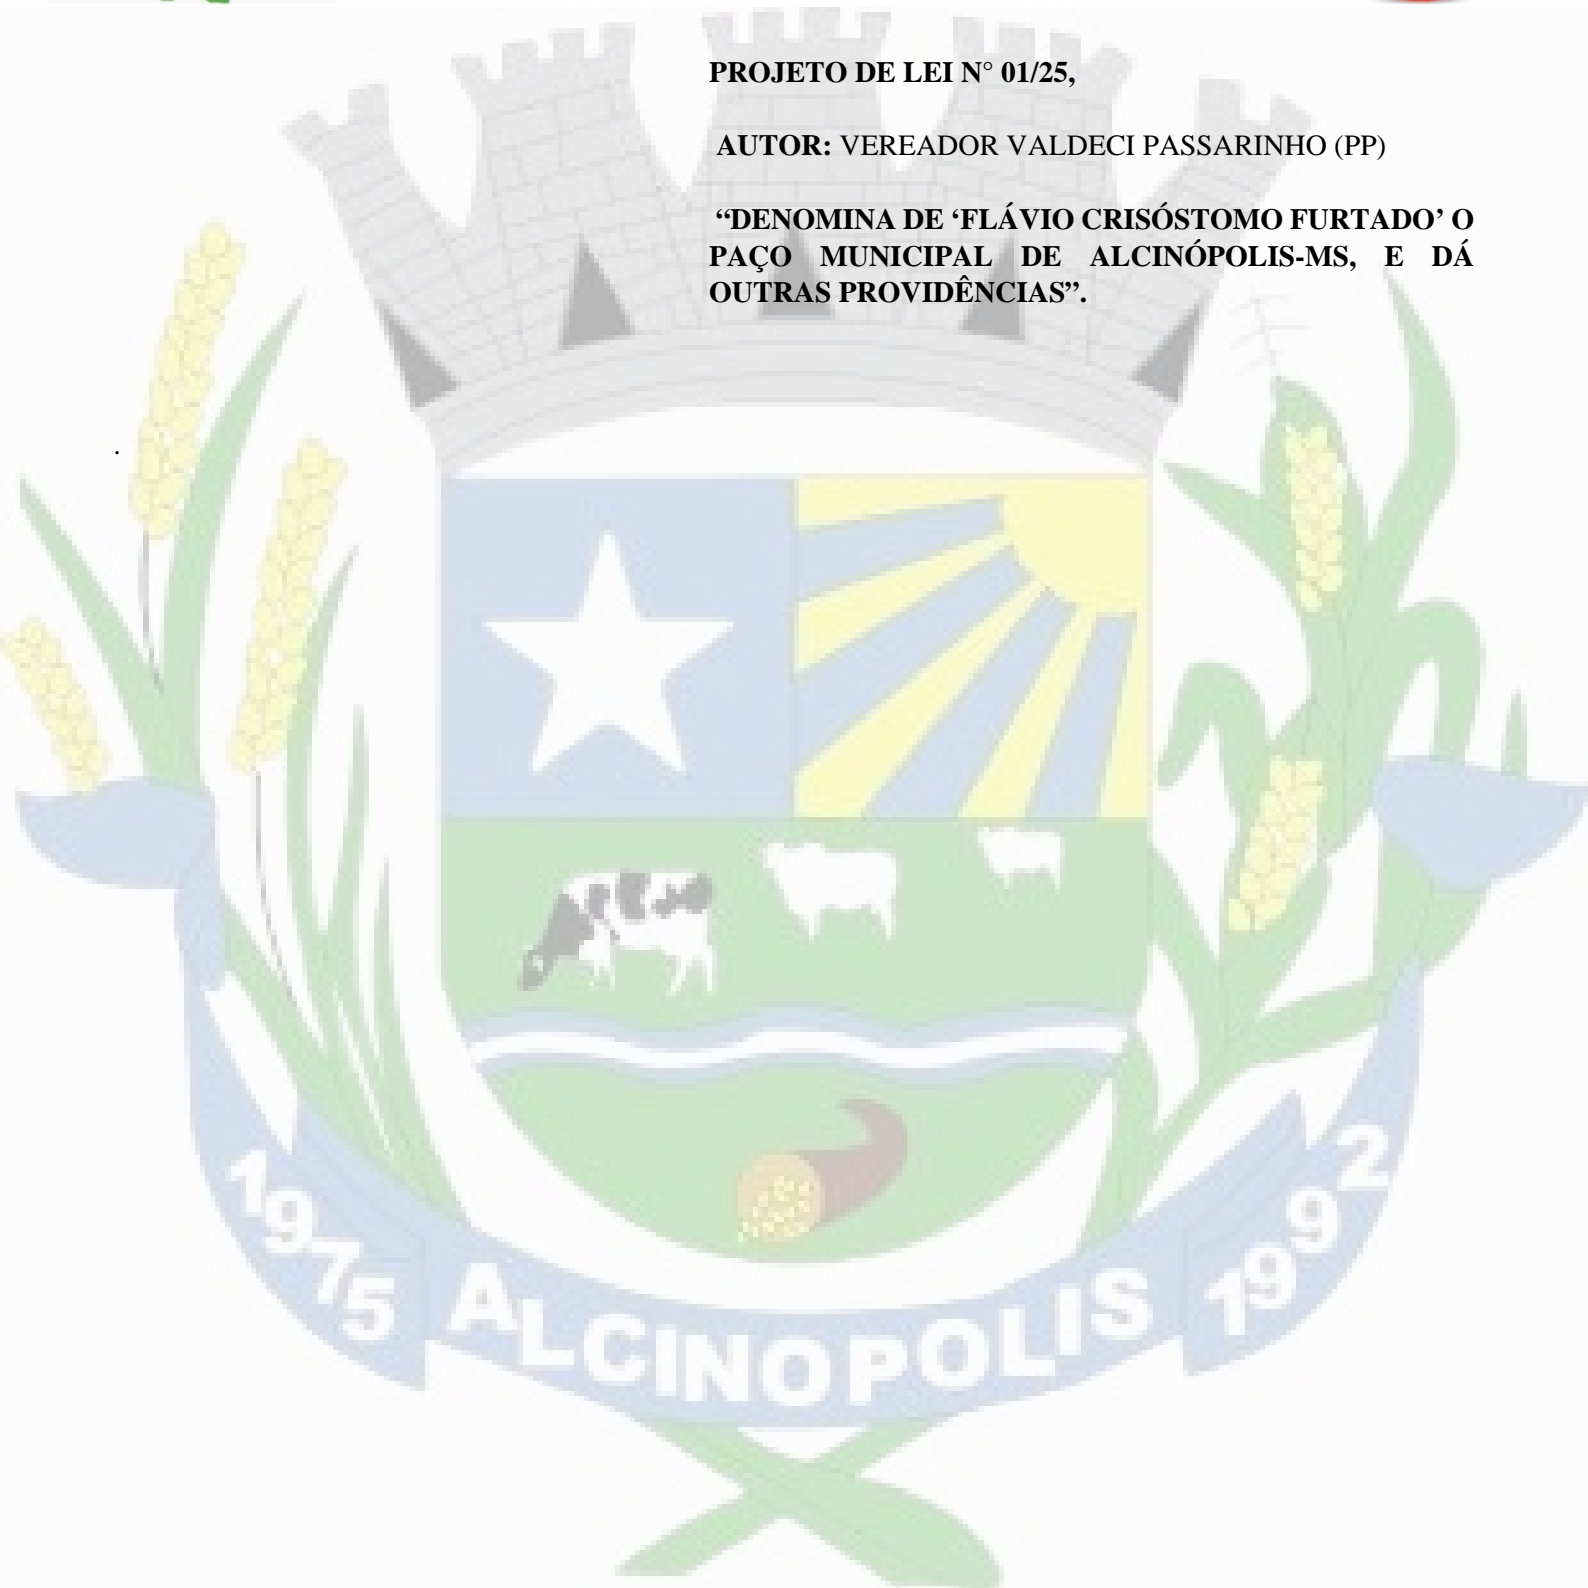 PROJETO DE LEI N° 01/25,
AUTOR: VEREADOR VALDECI PASSARINHO (PP)
“DENOMINA DE ‘FLÁVIO CRISÓSTOMO FURTADO’ O
PAÇO MUNICIPAL DE ALCINÓPOLIS-MS, E DÁ
OUTRAS PROVIDÊNCIAS”.
.
1975 ALCINOPOLIS 1992